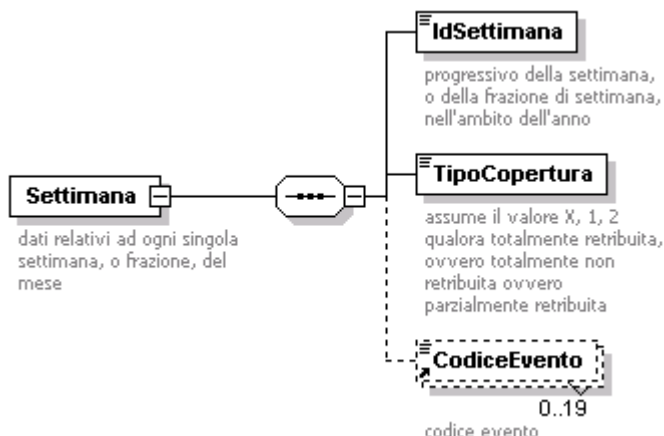 IdSettimana
progressivo della settimana,
o della frazione di settimana,
nell'ambito dell'anno
TipoCopertura
assume il valore X, 1, 2
qualora totalmente retribuita,
ovvero totalmente non
retribuita ovvero
parzialmente retribuita
Settimana
dati relativi ad ogni singola
settimana, o frazione, del
mese
CodiceEvento
0..19
codice evento